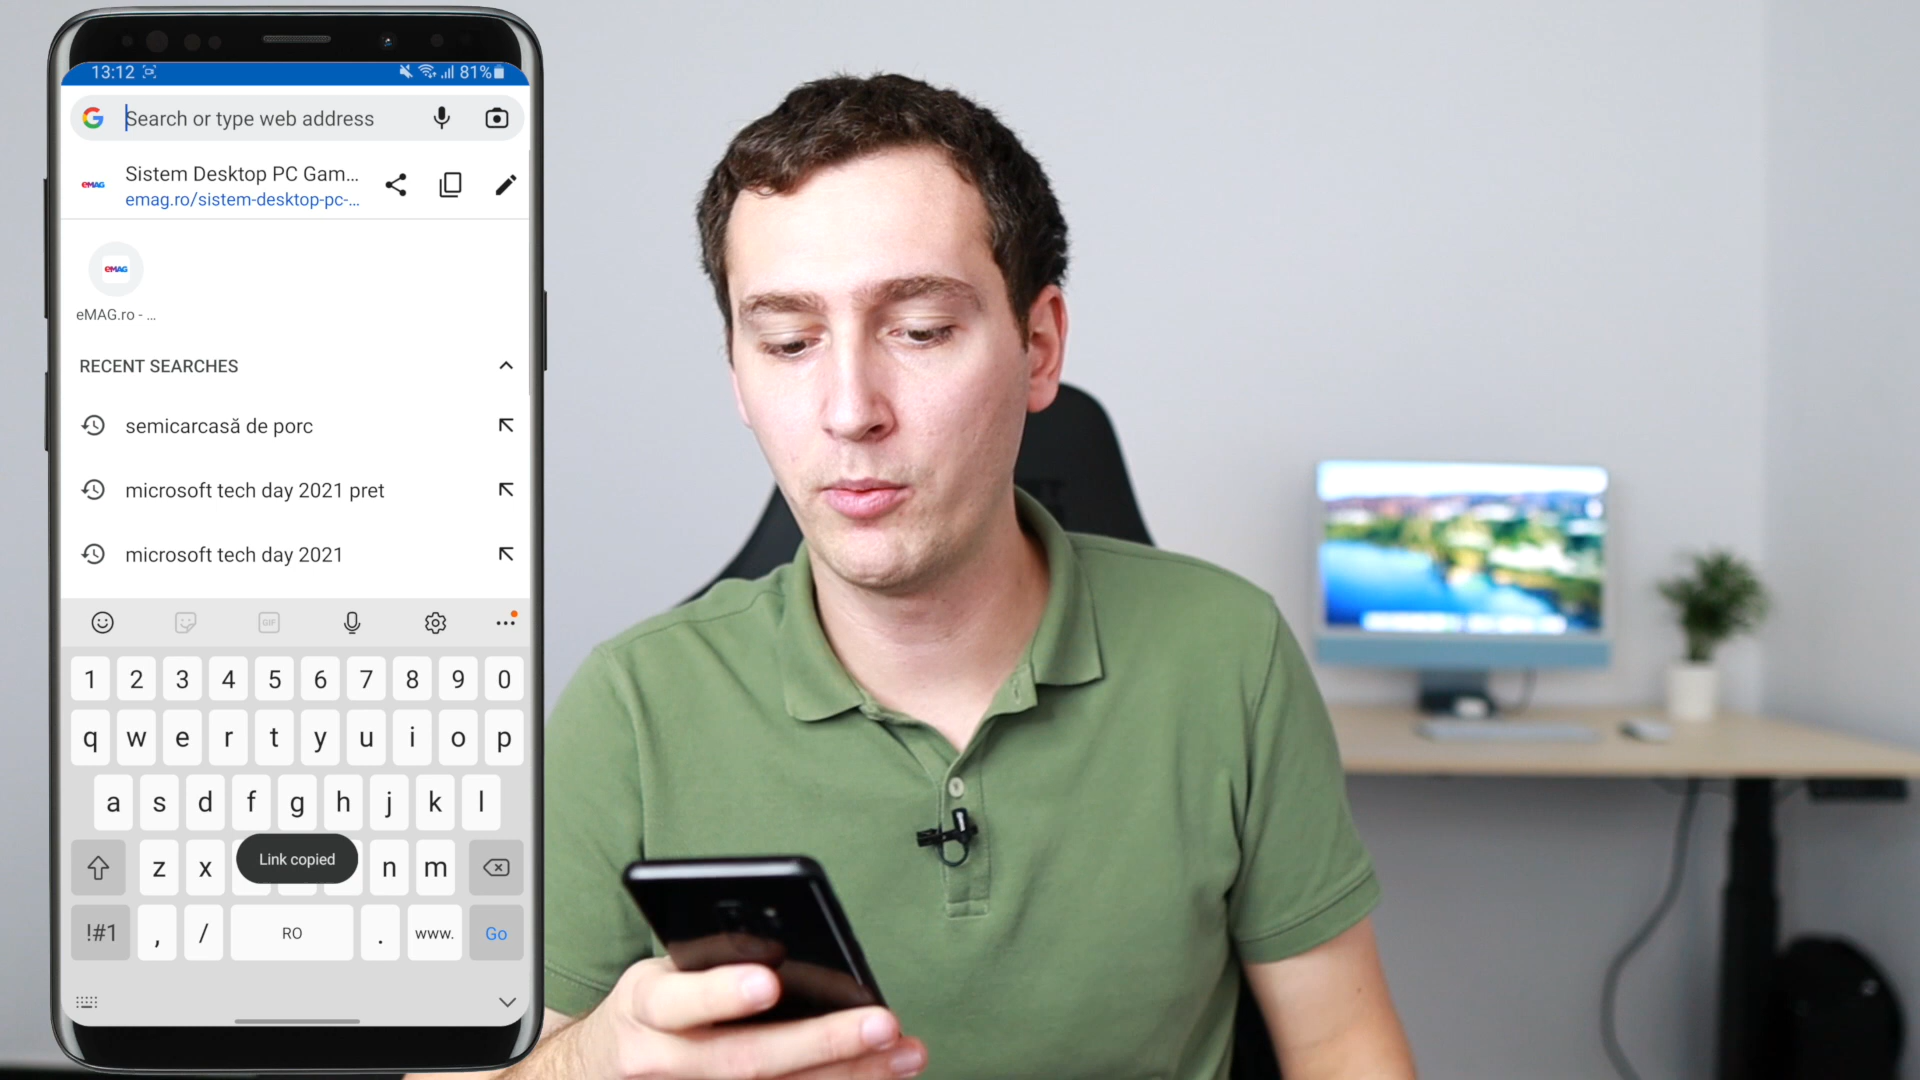 13:12
81%
Search or type web address
eMAG
Sistem Desktop PC Gam...
emag.ro/sistem-desktop-pc-...
eMAG
eMAG.ro - ...
RECENT SEARCHES
semicarcasă de porc
microsoft tech day 2021 pret
microsoft tech day 2021
GIF
1 2 3 4 5 6 7 8 9 0
q w e r t y u i o p
a s d f g h j k l
z x n m
Link copied
!#1 , / RO . www. Go